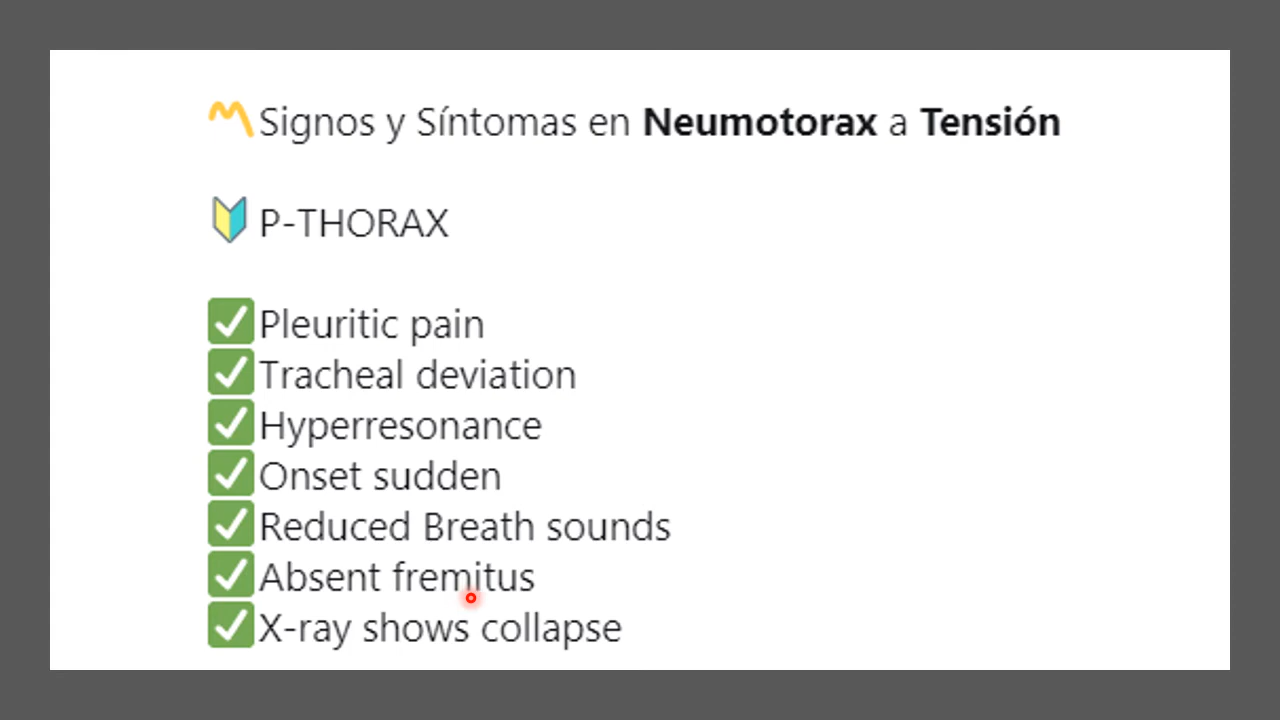 Signos y Síntomas en Neumotorax a Tensión
P-THORAX
Pleuritic pain
Tracheal deviation
Hyperresonance
Onset sudden
Reduced Breath sounds
Absent fremitus
X-ray shows collapse